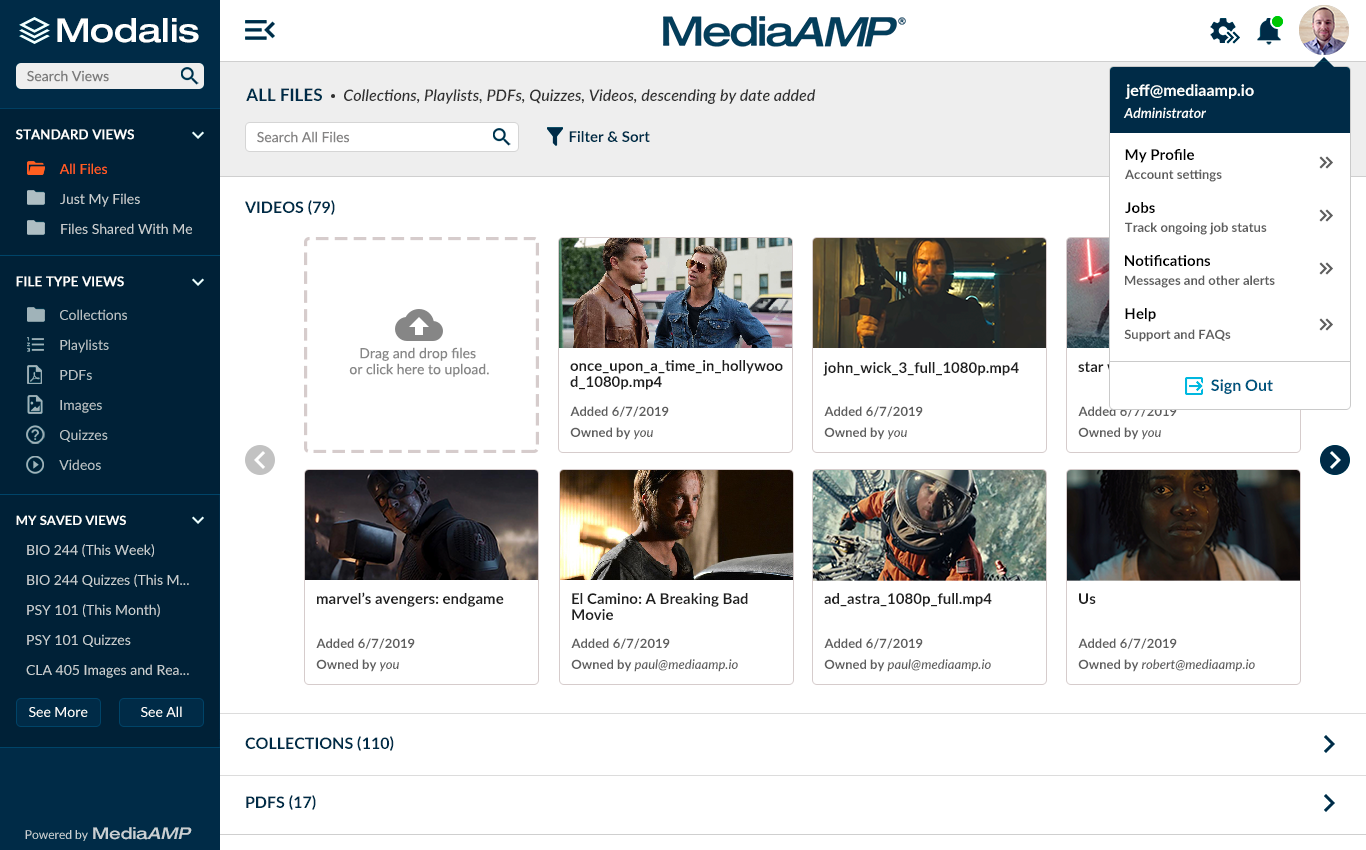 Modalis
Search Views
STANDARD VIEWS
All Files
Just My Files
Files Shared With Me
FILE TYPE VIEWS
Collections
Playlists
PDFs
Images
Quizzes
Videos
MY SAVED VIEWS
BIO 244 (This Week)
BIO 244 Quizzes (This M...
PSY 101 (This Month)
PSY 101 Quizzes
CLA 405 Images and Rea...
See More
See All
Powered by MediaAMP
MediaAMP®
ALL FILES • Collections, Playlists, PDFs, Quizzes, Videos, descending by date added
Search All Files
Filter & Sort
jeff@mediaamp.io
Administrator
My Profile
Account settings
Jobs
Track ongoing job status
Notifications
Messages and other alerts
Help
Support and FAQs
Sign Out
VIDEOS (79)
Drag and drop files
or click here to upload.
once_upon_a_time_in_hollywoo
d_1080p.mp4
Added 6/7/2019
Owned by you
john_wick_3_full_1080p.mp4
Added 6/7/2019
Owned by you
star
Added 6/7/2019
Owned by you
marvel’s avengers: endgame
Added 6/7/2019
Owned by you
El Camino: A Breaking Bad
Movie
Added 6/7/2019
Owned by paul@mediaamp.io
ad_astra_1080p_full.mp4
Added 6/7/2019
Owned by paul@mediaamp.io
Us
Added 6/7/2019
Owned by robert@mediaamp.io
COLLECTIONS (110)
PDFS (17)